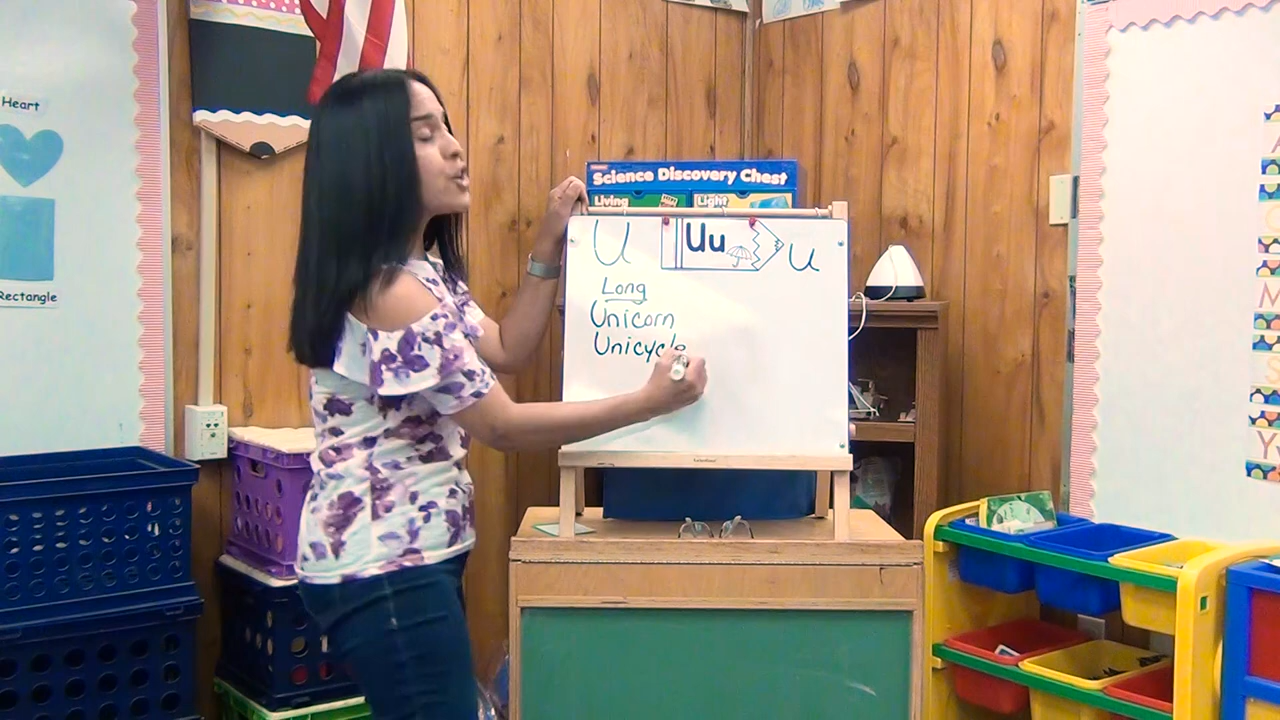 Heart
Rectangle
Science Discovery Chest
Living
Light
U
Uu
u
Long
Unicorn
Unicycle
A
G
M
S
Y